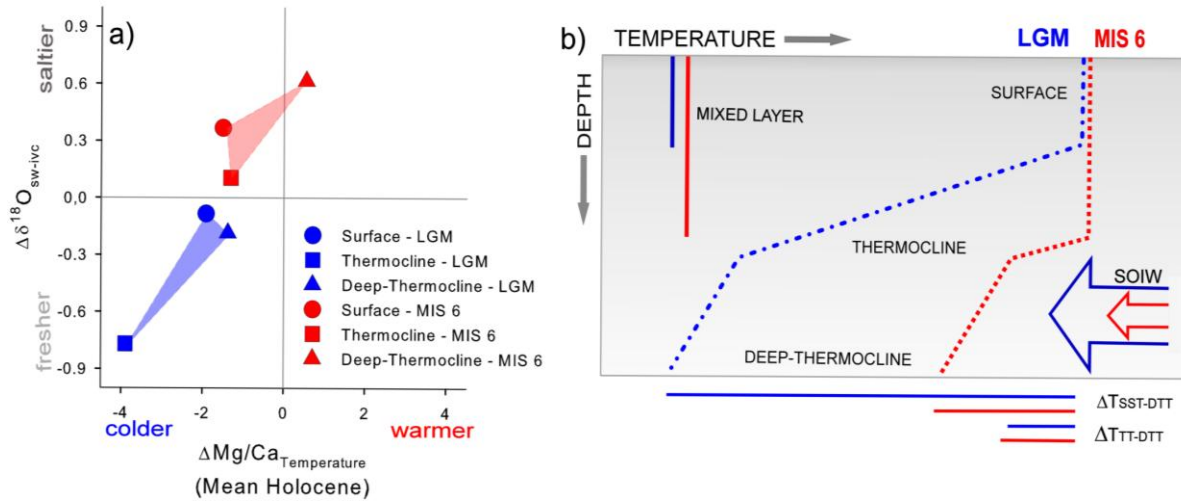 a)
saltier
fresher
Δδ¹⁸Osw-ivc
0.9
0.6
0.3
0.0
-0.3
-0.6
-0.9
Surface - LGM
Thermocline - LGM
Deep-Thermocline - LGM
Surface - MIS 6
Thermocline - MIS 6
Deep-Thermocline - MIS 6
-4
-2
0
2
4
colder
warmer
ΔMg/CaTemperature
(Mean Holocene)
b)
TEMPERATURE
LGM
MIS 6
DEPTH
SURFACE
MIXED LAYER
THERMOCLINE
SOIW
DEEP-THERMOCLINE
ΔTSST-DTT
ΔTTT-DTT